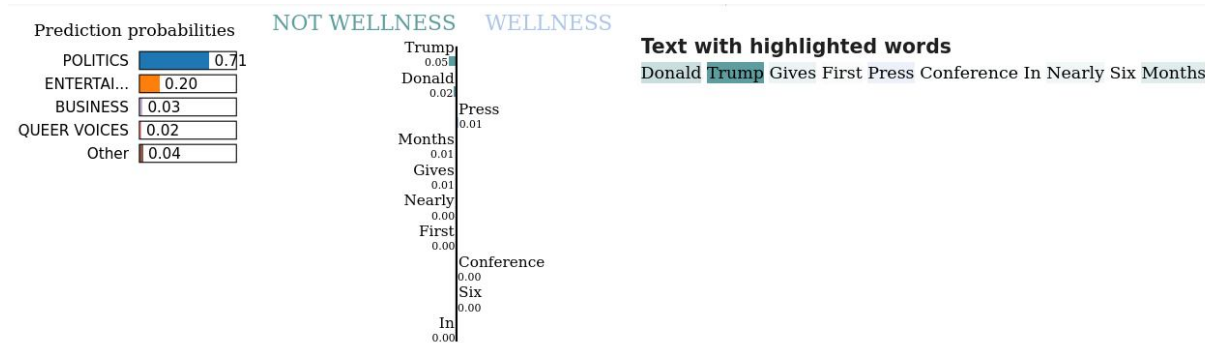 Prediction probabilities
POLITICS 0.71
ENTERTAI... 0.20
BUSINESS 0.03
QUEER VOICES 0.02
Other 0.04
NOT WELLNESS WELLNESS
Trump
0.05
Donald
0.02
Press
0.01
Months
0.01
Gives
0.01
Nearly
0.00
First
0.00
Conference
0.00
Six
0.00
In
0.00
Text with highlighted words
Donald Trump Gives First Press Conference In Nearly Six Months